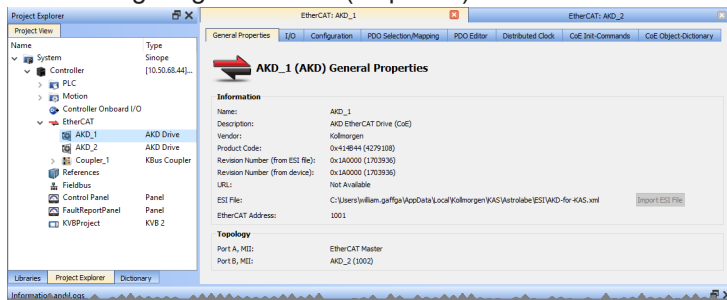 Project Explorer
Project View
Name Type
System Sinope
Controller [10.50.68.44]...
PLC
Motion
Controller Onboard I/O
EtherCAT
AKD_1 AKD Drive
AKD_2 AKD Drive
Coupler_1 KBus Coupler
References
Fieldbus
Control Panel Panel
FaultReportPanel Panel
KVBProject KVB 2
Libraries Project Explorer Dictionary
EtherCAT: AKD_1 EtherCAT: AKD_2
General Properties I/O Configuration PDO Selection/Mapping PDO Editor Distributed Clock CoE Init-Commands CoE Object-Dictionary
AKD_1 (AKD) General Properties
Information
Name: AKD_1
Description: AKD EtherCAT Drive (CoE)
Vendor: Kollmorgen
Product Code: 0x414B44 (4279108)
Revision Number (from ESI file): 0x1A0000 (1703936)
Revision Number (from device): 0x1A0000 (1703936)
URL: Not Available
ESI File: C:\Users\william.gaffga\AppData\Local\Kollmorgen\KAS\Astrolabe\ESI\AKD-for-KAS.xml Import ESI File
EtherCAT Address: 1001
Topology
Port A, MII: EtherCAT Master
Port B, MII: AKD_2 (1002)